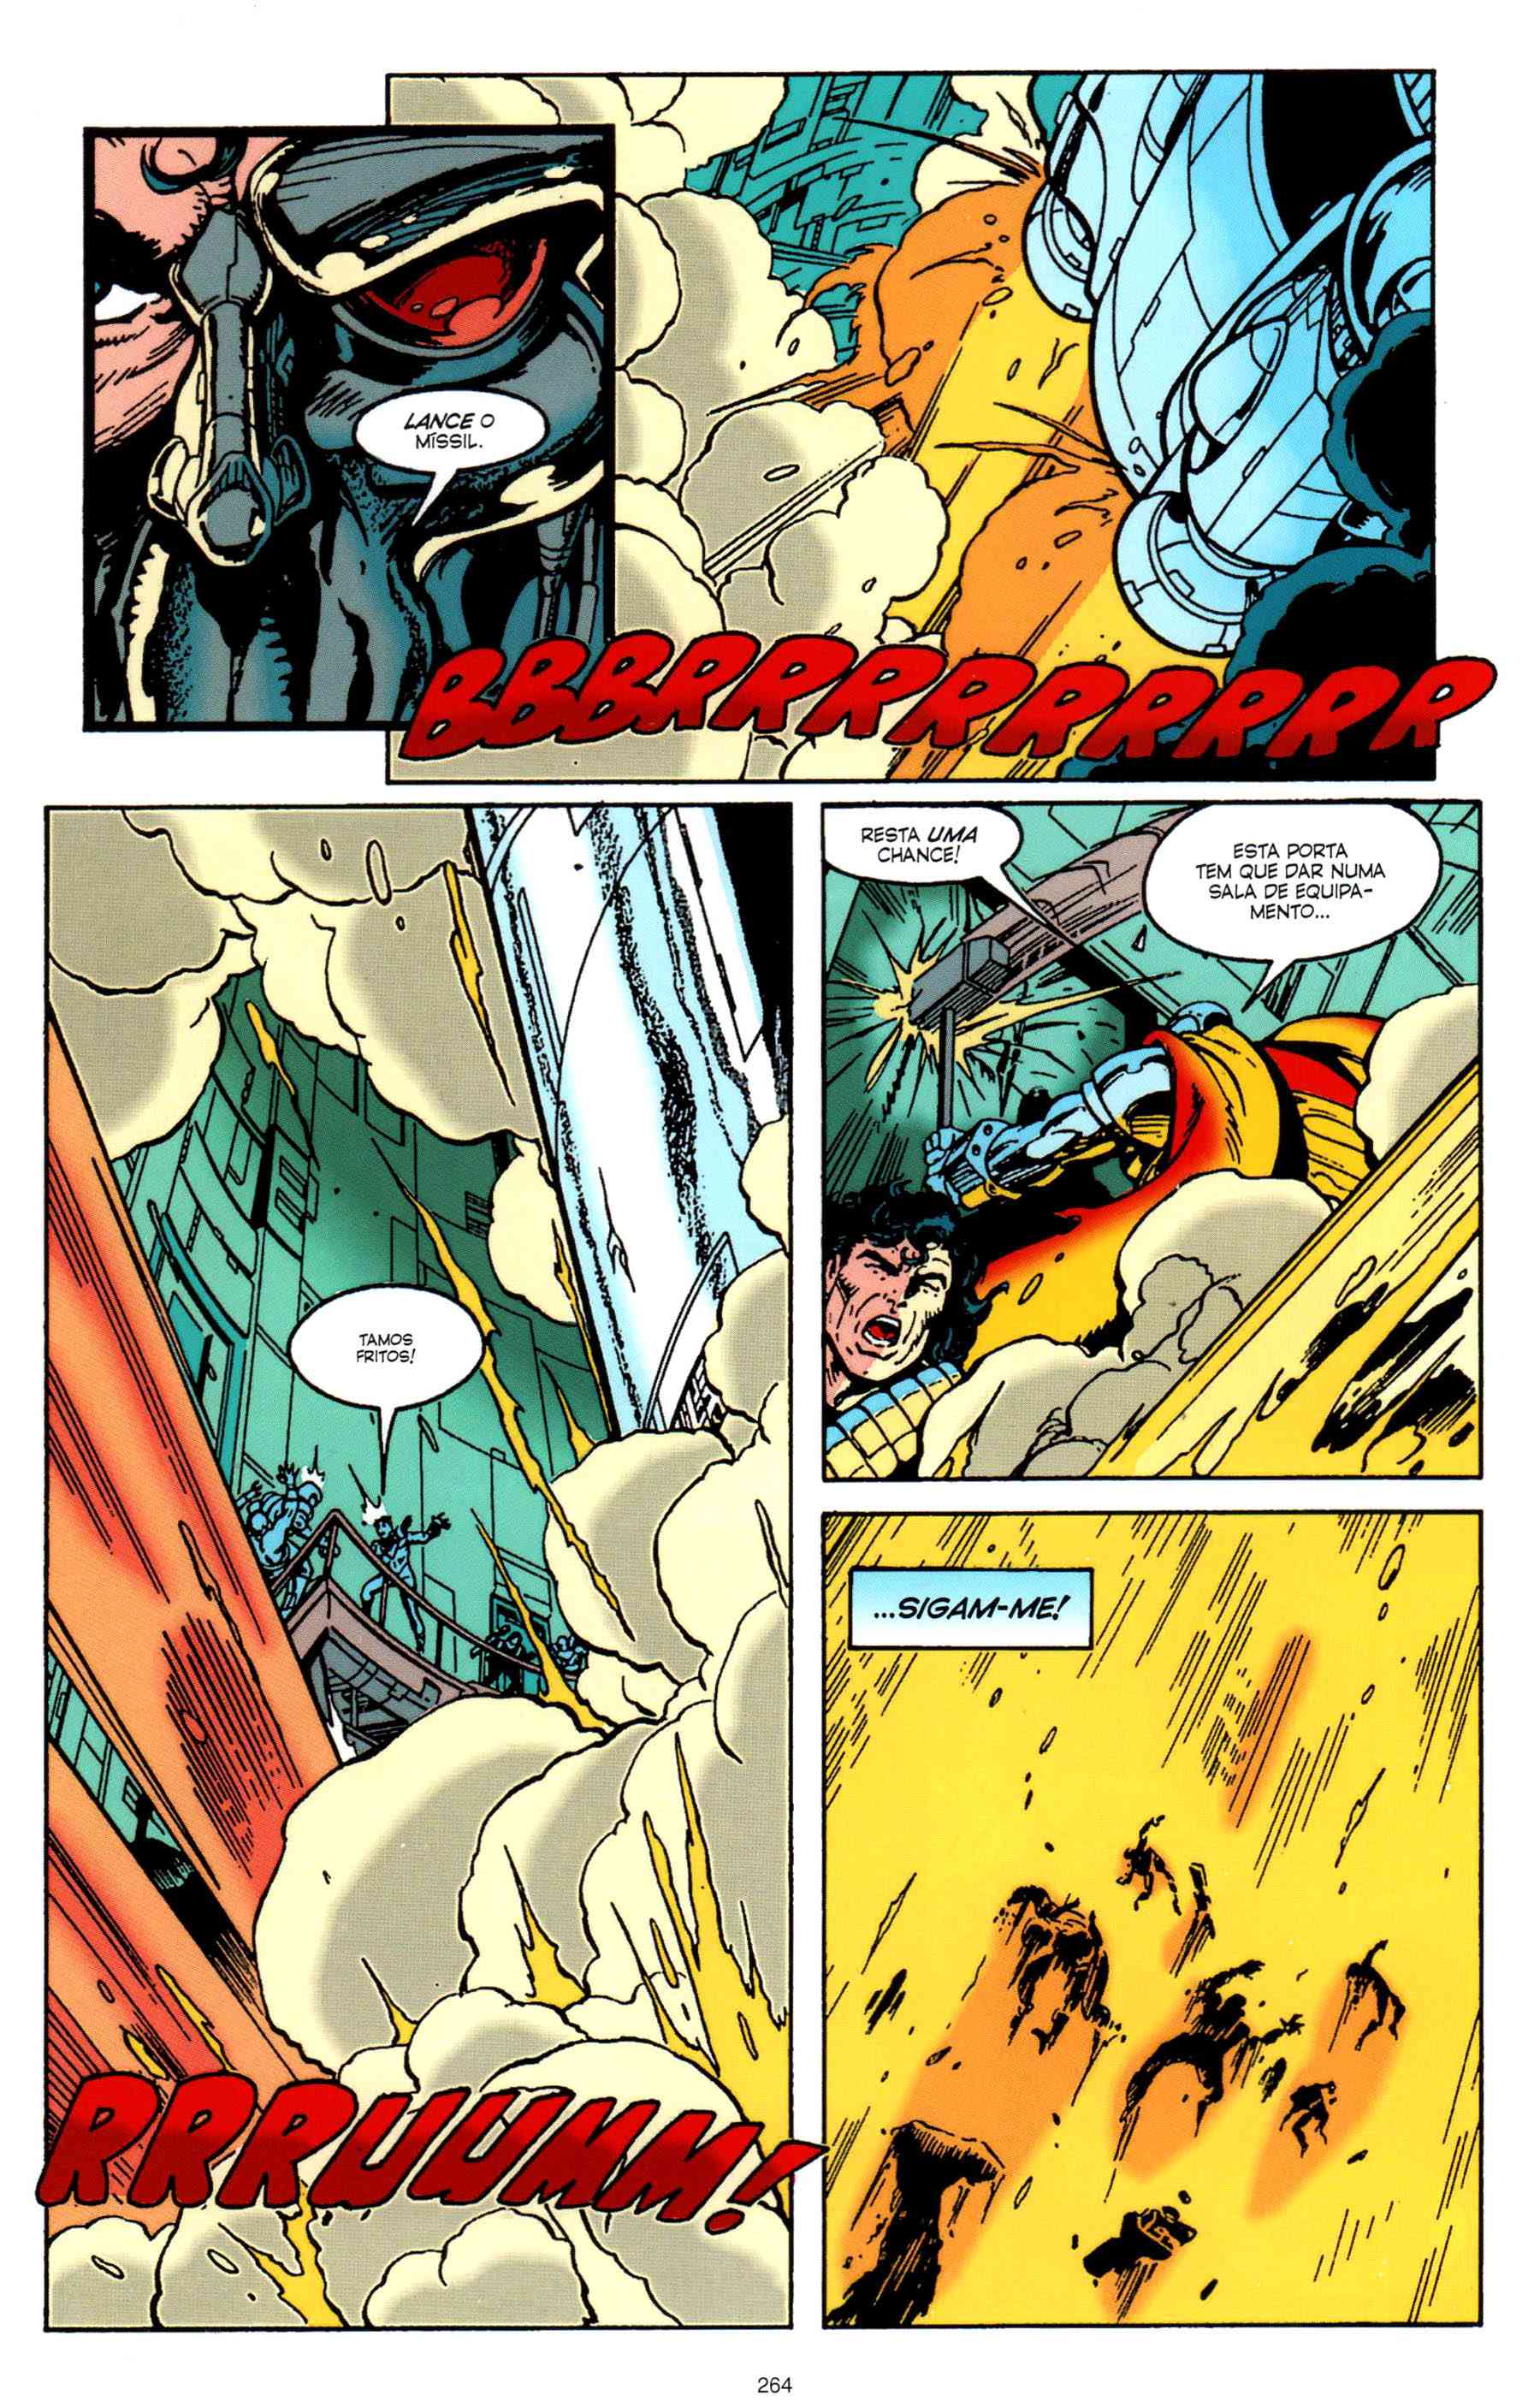 LANCE O
MÍSSIL.
BBBRRRRRRRRRR
TAMOS
FRITOS!
RRRUUMM!
RESTA UMA
CHANCE!
ESTA PORTA
TEM QUE DAR NUMA
SALA DE EQUIPA-
MENTO...
...SIGAM-ME!
264